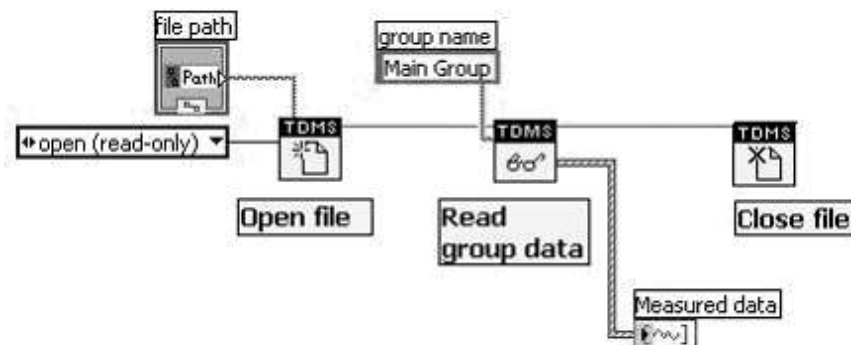 file path
Path
open (read-only)
TDMS
Open file
group name
Main Group
TDMS
Read
group data
TDMS
Close file
Measured data